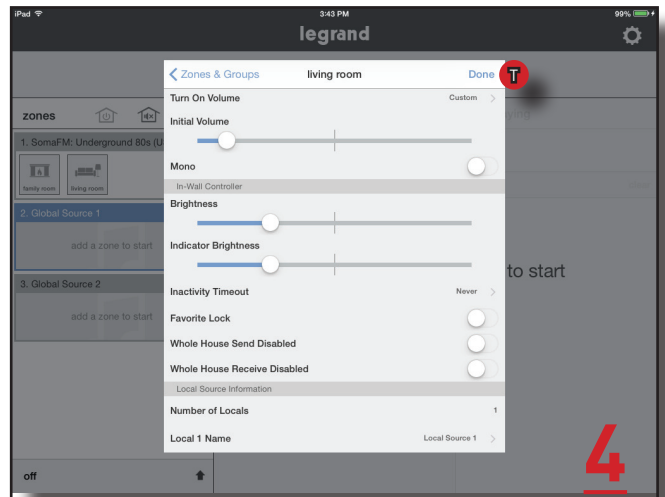 iPad 3:43 PM 99%
legrand
Zones & Groups living room Done T
zones
1. SomaFM: Underground 80s (U
family room living room
2. Global Source 1
add a zone to start
3. Global Source 2
add a zone to start
off
Turn On Volume Custom
Initial Volume
Mono
In-Wall Controller
Brightness
Indicator Brightness
Inactivity Timeout Never
Favorite Lock
Whole House Send Disabled
Whole House Receive Disabled
Local Source Information
Number of Locals 1
Local 1 Name Local Source 1
to start
4